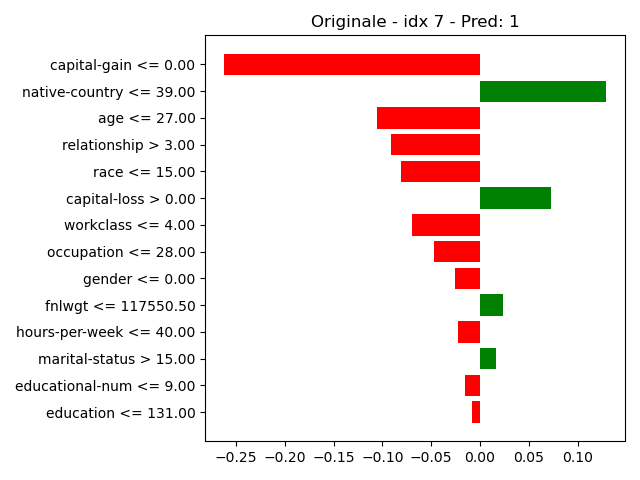 Originale - idx 7 - Pred: 1
capital-gain <= 0.00
native-country <= 39.00
age <= 27.00
relationship > 3.00
race <= 15.00
capital-loss > 0.00
workclass <= 4.00
occupation <= 28.00
gender <= 0.00
fnlwgt <= 117550.50
hours-per-week <= 40.00
marital-status > 15.00
educational-num <= 9.00
education <= 131.00
−0.25 −0.20 −0.15 −0.10 −0.05 0.00 0.05 0.10